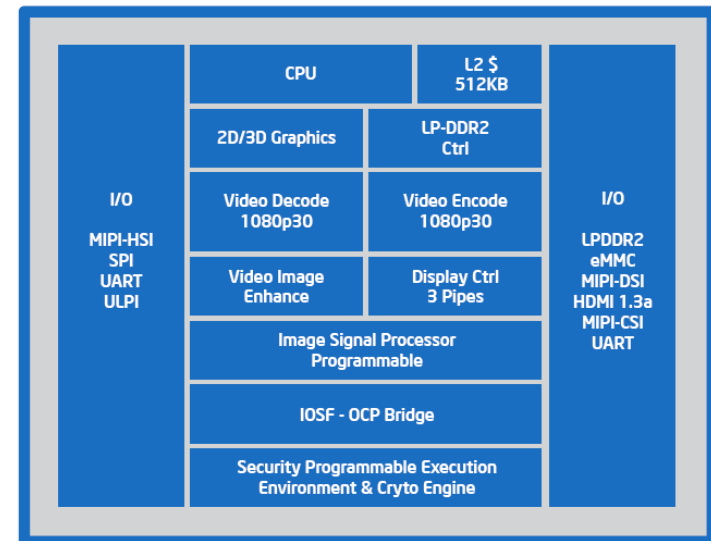 CPU
L2 $
512KB
2D/3D Graphics
LP-DDR2
Ctrl
I/O
MIPI-HSI
SPI
UART
ULPI
Video Decode
1080p30
Video Encode
1080p30
I/O
LPDDR2
eMMC
MIPI-DSI
HDMI 1.3a
MIPI-CSI
UART
Video Image
Enhance
Display Ctrl
3 Pipes
Image Signal Processor
Programmable
IOSF - OCP Bridge
Security Programmable Execution
Environment & Cryto Engine